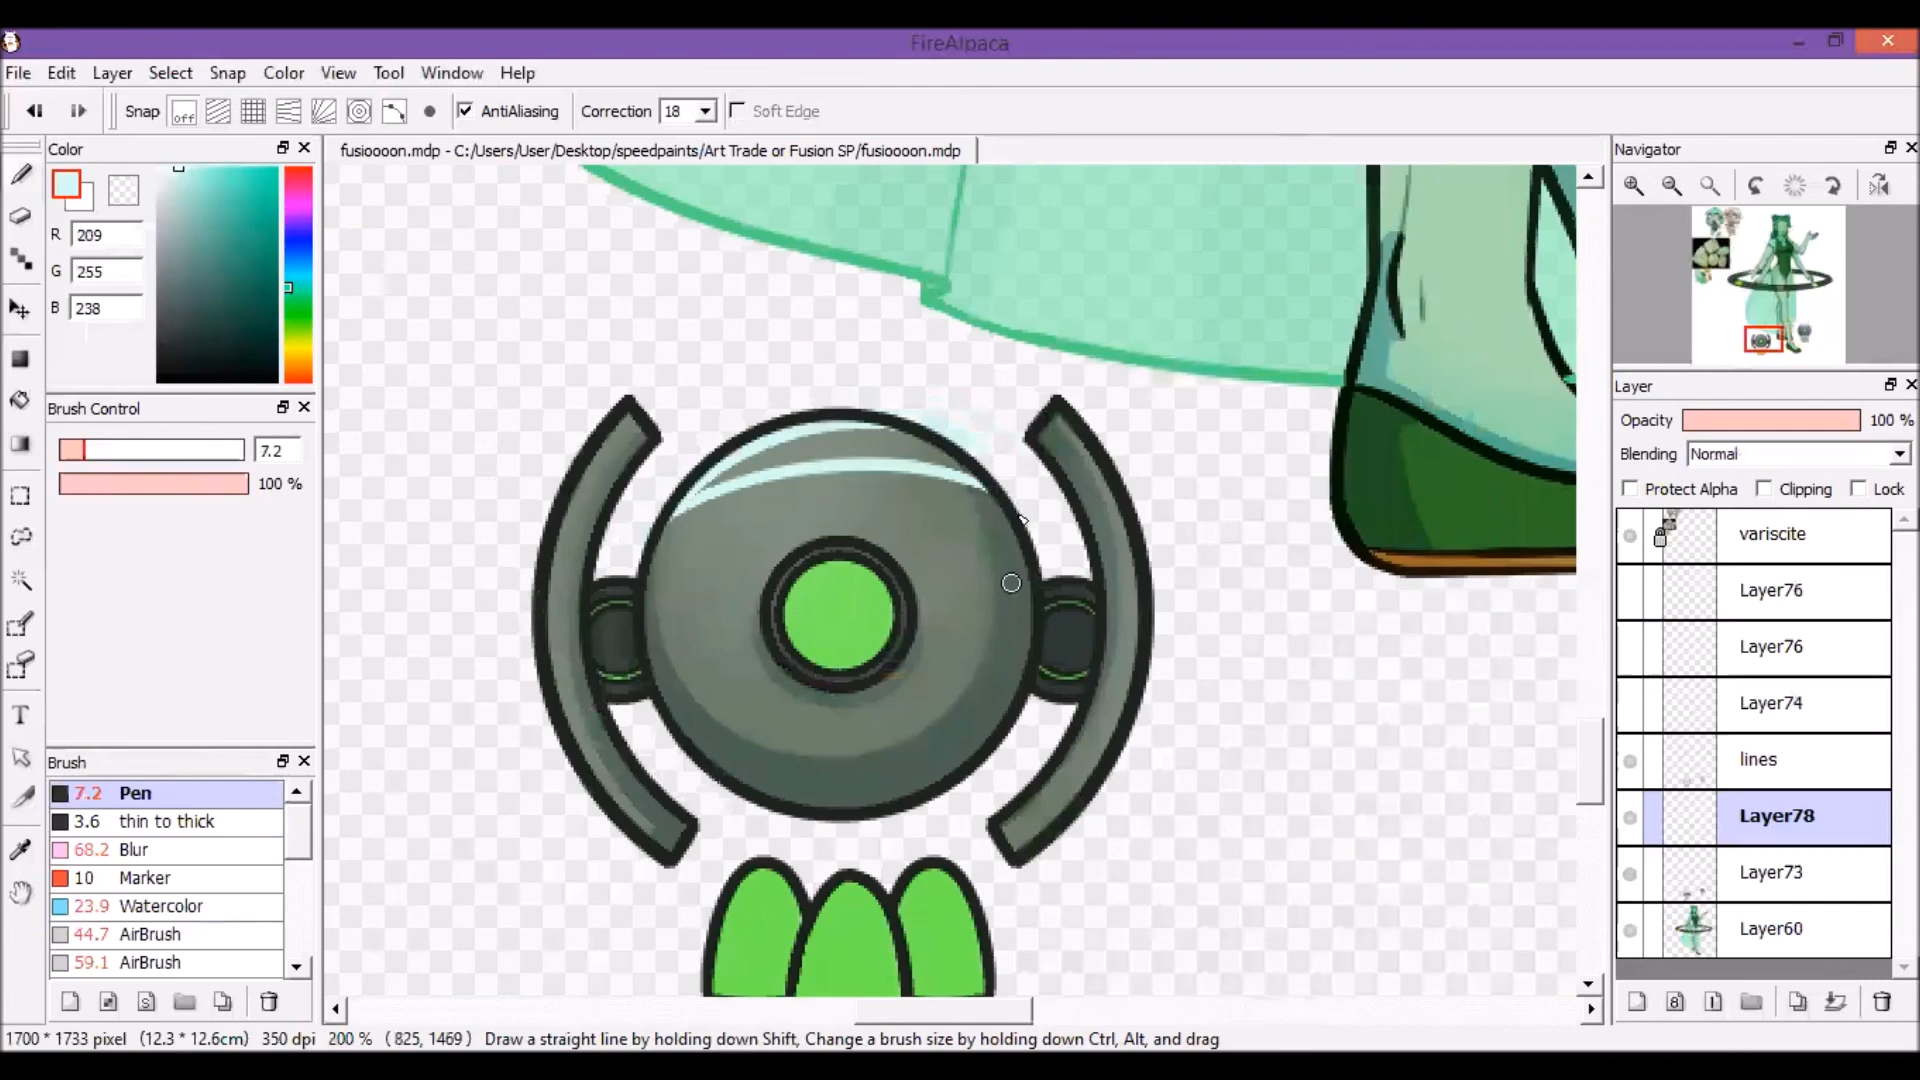 FireAlpaca
File Edit Layer Select Snap Color View Tool Window Help
Snap off AntiAliasing Correction 18 Soft Edge
Color
fusioooon.mdp - C:/Users/User/Desktop/speedpaints/Art Trade or Fusion SP/fusioooon.mdp
Navigator
R 209
G 255
B 238
Layer
Brush Control
Opacity 100 %
7.2
Blending Normal
100 %
Protect Alpha Clipping Lock
variscite
Layer76
Layer76
Layer74
lines
Layer78
Layer73
Layer60
Brush
7.2 Pen
3.6 thin to thick
68.2 Blur
10 Marker
23.9 Watercolor
44.7 AirBrush
59.1 AirBrush
1700 * 1733 pixel (12.3 * 12.6cm) 350 dpi 200 % ( 825, 1469 ) Draw a straight line by holding down Shift, Change a brush size by holding down Ctrl, Alt, and drag